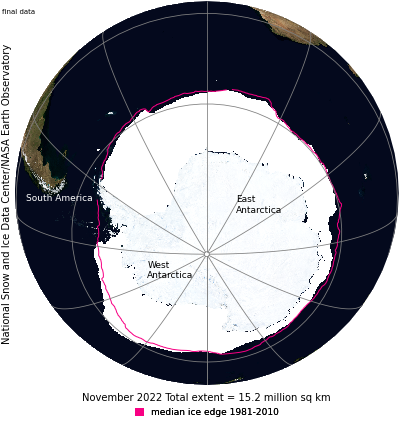 final data
National Snow and Ice Data Center/NASA Earth Observatory
South America
East
Antarctica
West
Antarctica
November 2022 Total extent = 15.2 million sq km
median ice edge 1981-2010